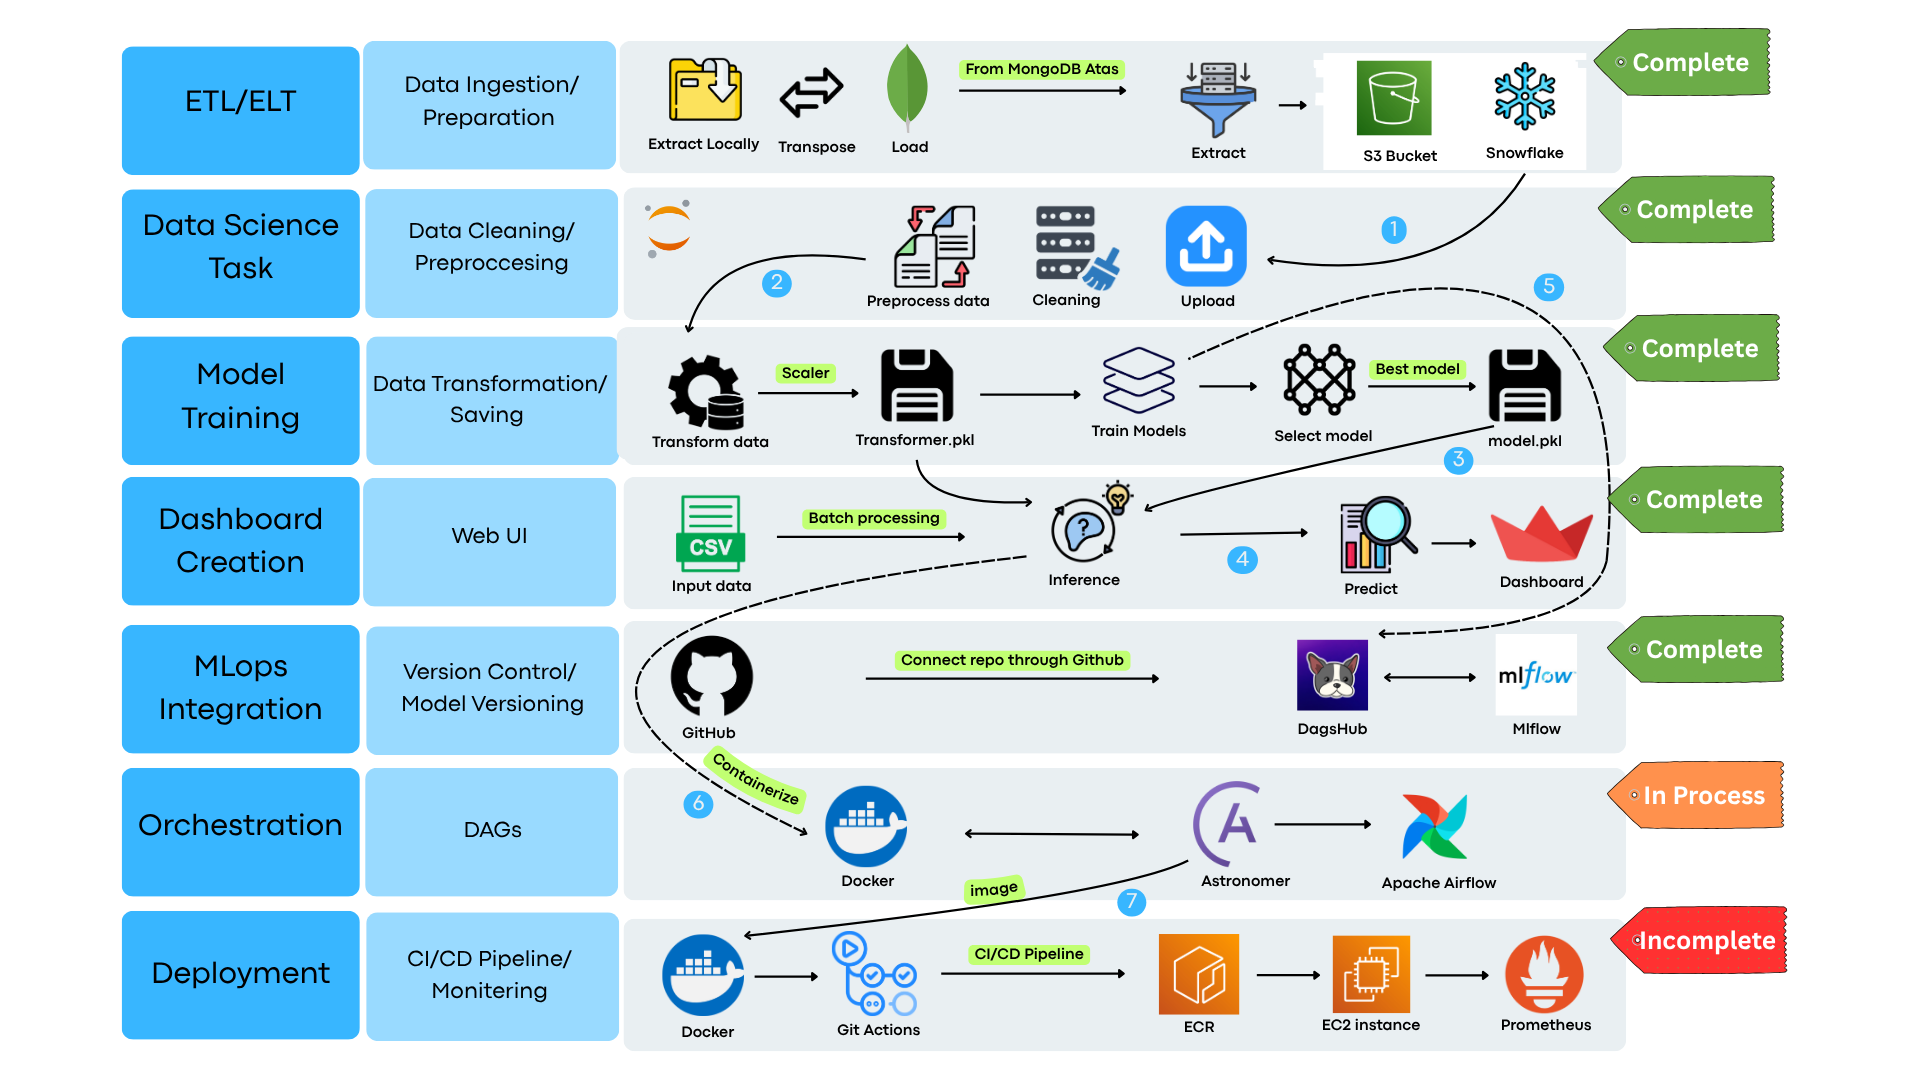 ETL/ELT
Data Ingestion/
Preparation
Extract Locally
Transpose
Load
From MongoDB Atas
Extract
S3 Bucket
Snowflake
Complete
Data Science
Task
Data Cleaning/
Preproccesing
2
Preprocess data
Cleaning
Upload
1
5
Complete
Model
Training
Data Transformation/
Saving
Transform data
Scaler
Transformer.pkl
Train Models
Select model
Best model
model.pkl
3
Complete
Dashboard
Creation
Web UI
CSV
Input data
Batch processing
?
Inference
4
Predict
Dashboard
Complete
MLops
Integration
Version Control/
Model Versioning
GitHub
Connect repo through Github
DagsHub
mlflow
Mlflow
Complete
Orchestration
DAGs
6
Containerize
Docker
A
Astronomer
Apache Airflow
In Process
Deployment
CI/CD Pipeline/
Monitering
image
7
Docker
Git Actions
CI/CD Pipeline
ECR
EC2 instance
Prometheus
Incomplete